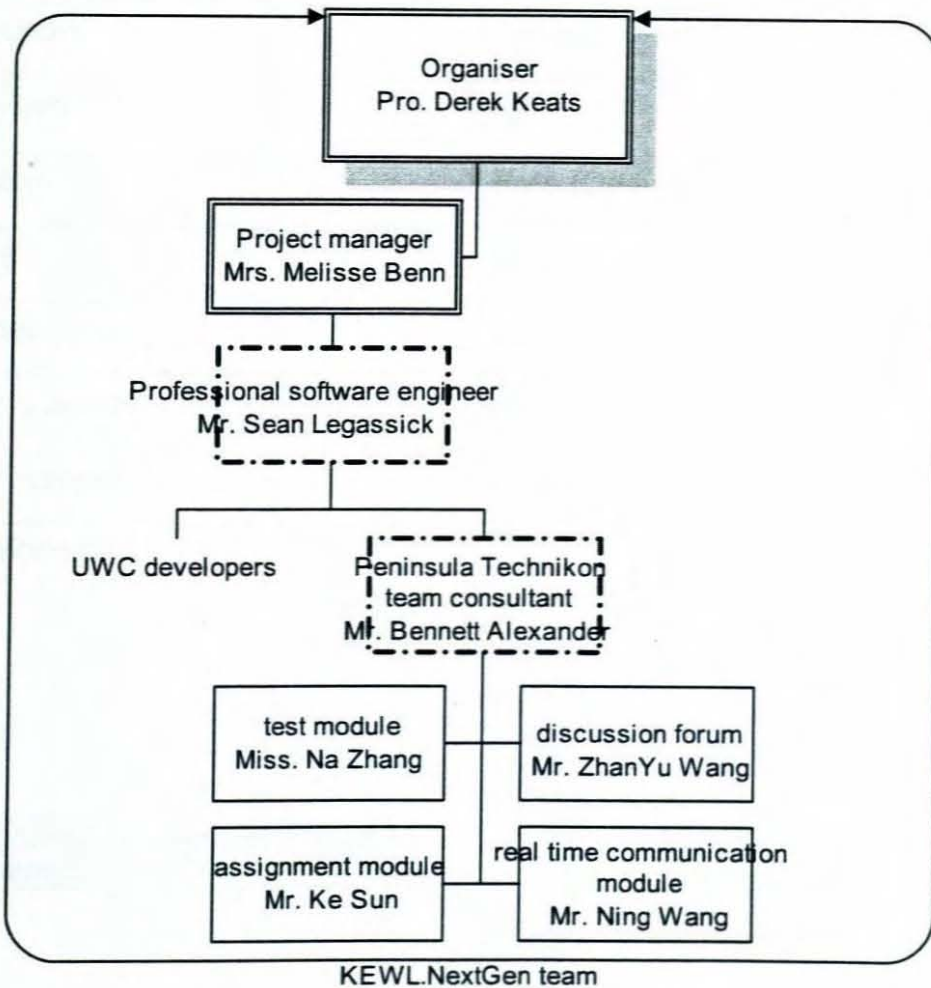 Organiser
Pro. Derek Keats
Project manager
Mrs. Melisse Benn
Professional software engineer
Mr. Sean Legassick
UWC developers
Peninsula Technikon
team consultant
Mr. Bennett Alexander
test module
Miss. Na Zhang
discussion forum
Mr. ZhanYu Wang
assignment module
Mr. Ke Sun
real time communication
module
Mr. Ning Wang
KEWL.NextGen team